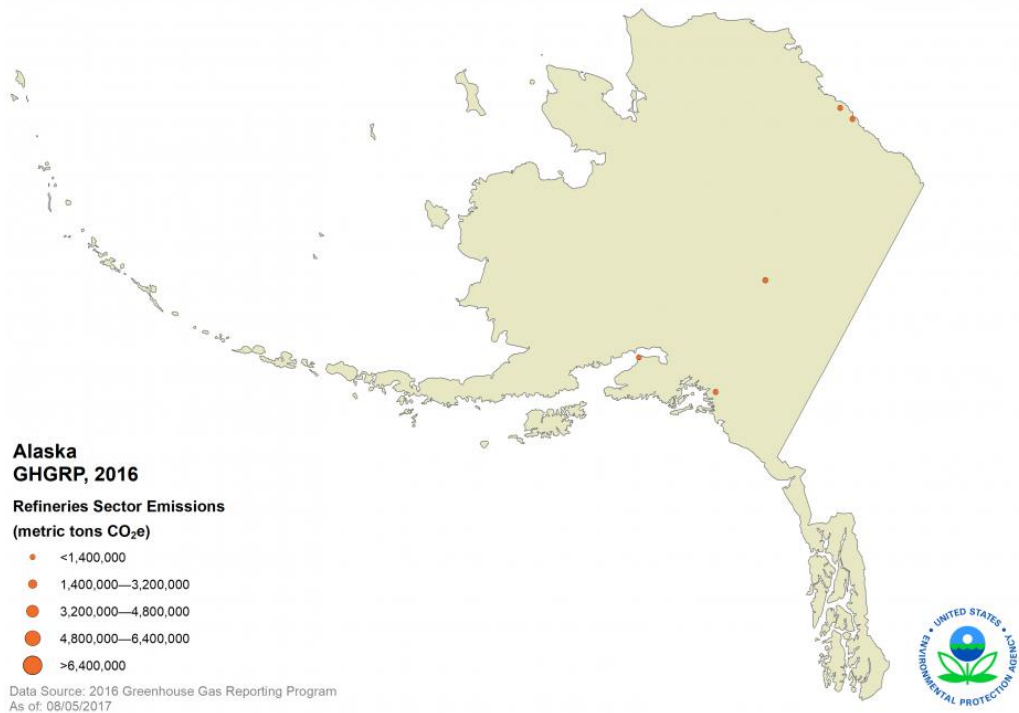 Alaska
GHGRP, 2016
Refineries Sector Emissions
(metric tons CO₂e)
<1,400,000
1,400,000—3,200,000
3,200,000—4,800,000
4,800,000—6,400,000
>6,400,000
Data Source: 2016 Greenhouse Gas Reporting Program
As of: 08/05/2017
UNITED STATES
ENVIRONMENTAL PROTECTION AGENCY